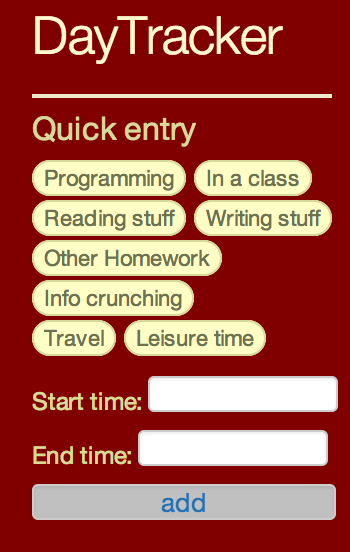 DayTracker
Quick entry
Programming In a class
Reading stuff Writing stuff
Other Homework
Info crunching
Travel Leisure time
Start time:
End time:
add